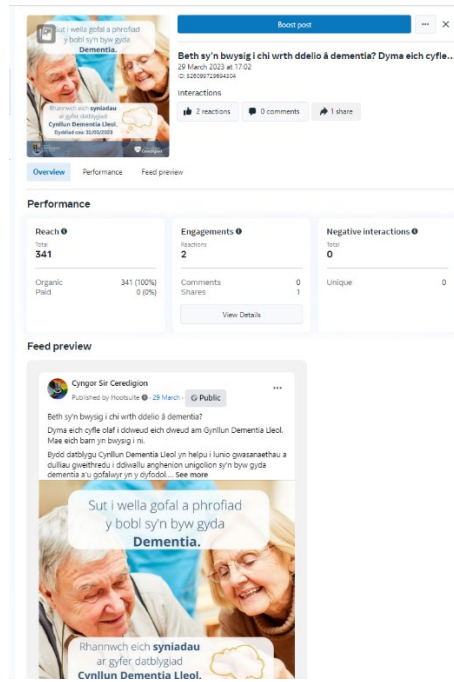 Sut i wella gofal a phrofiad
y bobl sy'n byw gyda
Dementia.
Rhannwch eich syniadau
ar gyfer datblygiad
Cynllun Dementia Lleol.
Dyddiad cau: 31/03/2023
Boost post
Beth sy'n bwysig i chi wrth ddelio â dementia? Dyma eich cyfle...
29 March 2023 at 17:02
ID: 526099729694304
Interactions
2 reactions
0 comments
1 share
Overview
Performance
Feed preview
Performance
Reach
Total
341
Organic 341 (100%)
Paid 0 (0%)
Engagements
Reactions
2
Comments 0
Shares 1
View Details
Negative interactions
Total
0
Unique 0
Feed preview
Cyngor Sir Ceredigion
Published by Hootsuite · 29 March · Public
Beth sy'n bwysig i chi wrth ddelio â dementia?
Dyma eich cyfle olaf i ddweud eich dweud am Gynllun Dementia Lleol.
Mae eich barn yn bwysig i ni.
Bydd datblygu Cynllun Dementia Lleol yn helpu i lunio gwasanaethau a
dulliau gweithredu i ddiwallu anghenion unigolion sy'n byw gyda
dementia a'u gofalwyr yn y dyfodol.... See more
Sut i wella gofal a phrofiad
y bobl sy'n byw gyda
Dementia.
Rhannwch eich syniadau
ar gyfer datblygiad
Cynllun Dementia Lleol.